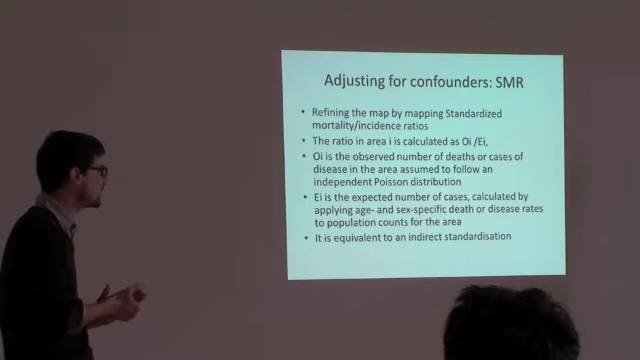 Adjusting for confounders: SMR
• Refining the map by mapping Standardized
mortality/incidence ratios
• The ratio in area i is calculated as Oi /Ei,
• Oi is the observed number of deaths or cases of
disease in the area assumed to follow an
independent Poisson distribution
• Ei is the expected number of cases, calculated by
applying age- and sex-specific death or disease rates
to population counts for the area
• It is equivalent to an indirect standardisation